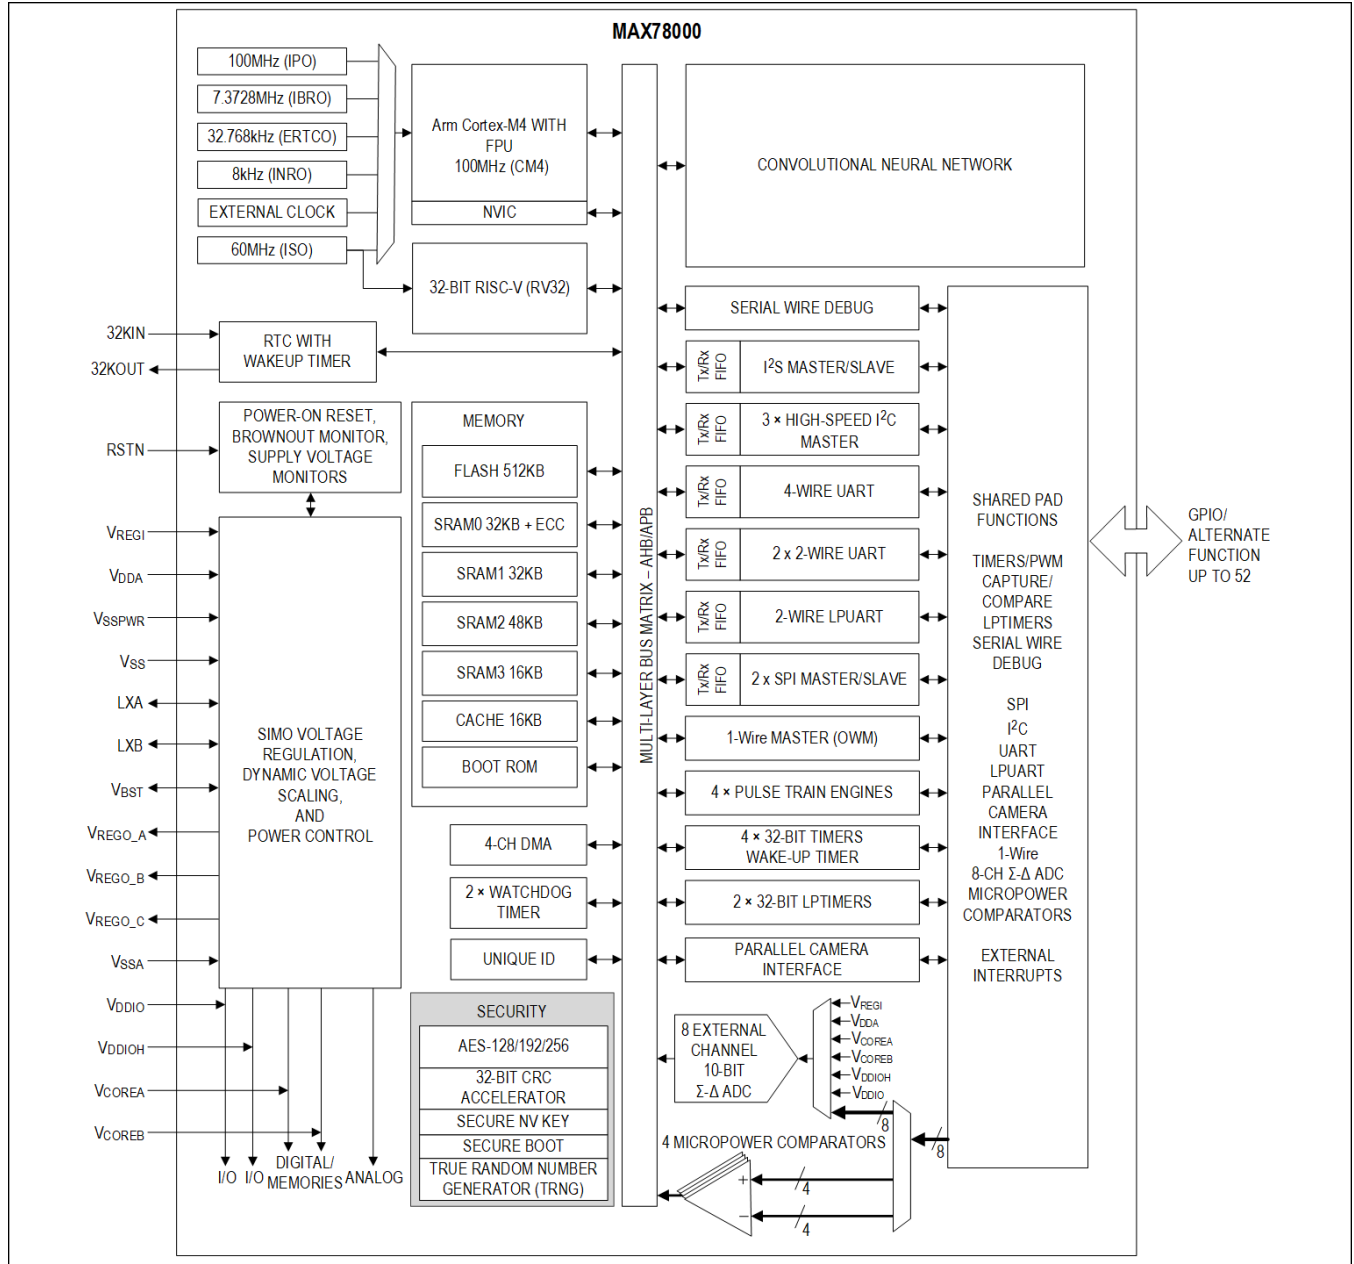 MAX78000
100MHz (IPO)
7.3728MHz (IBRO)
32.768kHz (ERTCO)
8kHz (INRO)
EXTERNAL CLOCK
60MHz (ISO)
Arm Cortex-M4 WITH
FPU
100MHz (CM4)
NVIC
32-BIT RISC-V (RV32)
CONVOLUTIONAL NEURAL NETWORK
MULTI-LAYER BUS MATRIX – AHB/APB
32KIN
32KOUT
RTC WITH
WAKEUP TIMER
RSTN
POWER-ON RESET,
BROWNOUT MONITOR,
SUPPLY VOLTAGE
MONITORS
VREGI
VDDA
VSSPWR
VSS
LXA
LXB
VBST
VREGO_A
VREGO_B
VREGO_C
VSSA
VDDIO
VDDIOH
VCOREA
VCOREB
SIMO VOLTAGE
REGULATION,
DYNAMIC VOLTAGE
SCALING,
AND
POWER CONTROL
I/O
I/O
DIGITAL/
MEMORIES
ANALOG
MEMORY
FLASH 512KB
SRAM0 32KB + ECC
SRAM1 32KB
SRAM2 48KB
SRAM3 16KB
CACHE 16KB
BOOT ROM
4-CH DMA
2 × WATCHDOG
TIMER
UNIQUE ID
SECURITY
AES-128/192/256
32-BIT CRC
ACCELERATOR
SECURE NV KEY
SECURE BOOT
TRUE RANDOM NUMBER
GENERATOR (TRNG)
SERIAL WIRE DEBUG
Tx/Rx
FIFO
I²S MASTER/SLAVE
Tx/Rx
FIFO
3 × HIGH-SPEED I²C
MASTER
Tx/Rx
FIFO
4-WIRE UART
Tx/Rx
FIFO
2 x 2-WIRE UART
Tx/Rx
FIFO
2-WIRE LPUART
Tx/Rx
FIFO
2 x SPI MASTER/SLAVE
1-Wire MASTER (OWM)
4 × PULSE TRAIN ENGINES
4 × 32-BIT TIMERS
WAKE-UP TIMER
2 × 32-BIT LPTIMERS
PARALLEL CAMERA
INTERFACE
8 EXTERNAL
CHANNEL
10-BIT
Σ-Δ ADC
VREGI
VDDA
VCOREA
VCOREB
VDDIOH
VDDIO
8
8
4 MICROPOWER COMPARATORS
+
4
−
4
SHARED PAD
FUNCTIONS
TIMERS/PWM
CAPTURE/
COMPARE
LPTIMERS
SERIAL WIRE
DEBUG
SPI
I²C
UART
LPUART
PARALLEL
CAMERA
INTERFACE
1-Wire
8-CH Σ-Δ ADC
MICROPOWER
COMPARATORS
EXTERNAL
INTERRUPTS
GPIO/
ALTERNATE
FUNCTION
UP TO 52